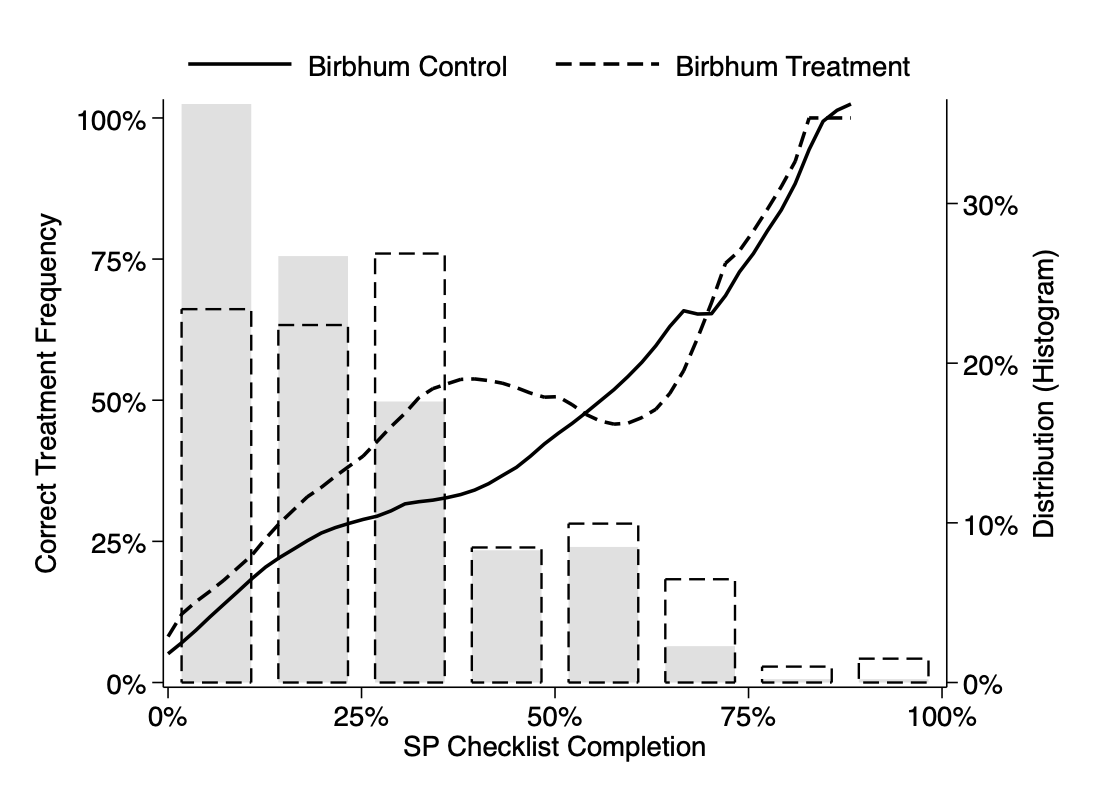 Birbhum Control Birbhum Treatment
100%
75%
50%
25%
0%
Correct Treatment Frequency
30%
20%
10%
0%
Distribution (Histogram)
0% 25% 50% 75% 100%
SP Checklist Completion